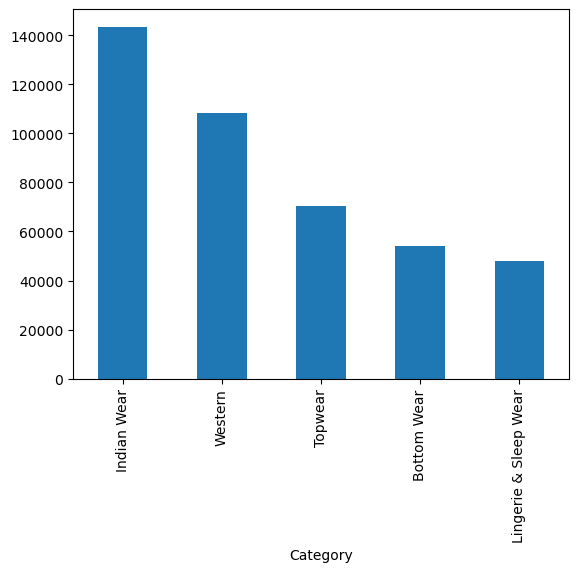 140000
120000
100000
80000
60000
40000
20000
0
Indian Wear
Western
Topwear
Bottom Wear
Lingerie & Sleep Wear
Category